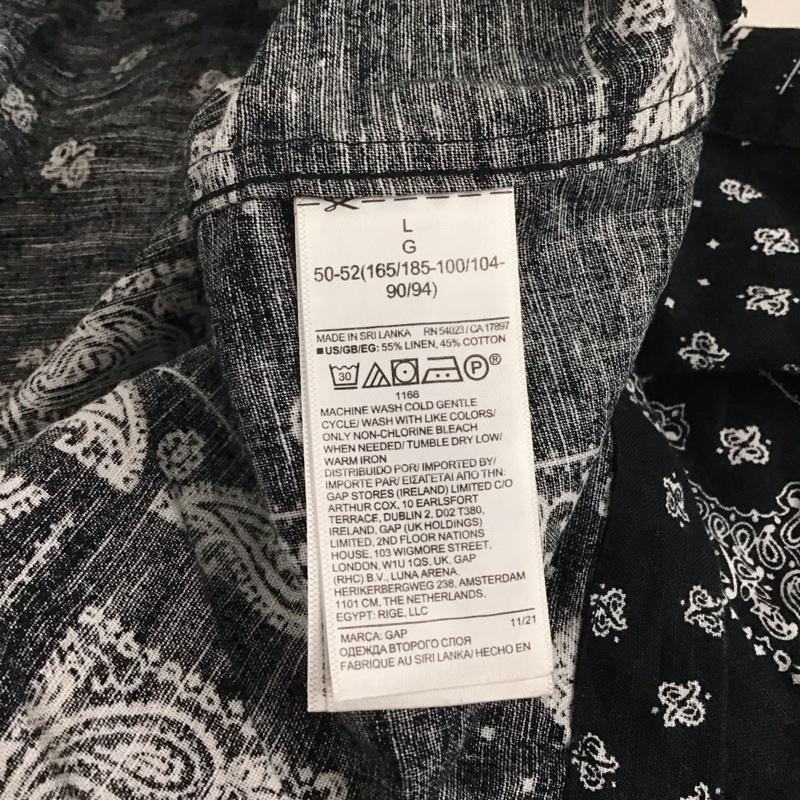 L
G
50-52(165/185-100/104-
90/94)
MADE IN SRI LANKA RN 54023 / CA 17897
■US/GB/EG: 55% LINEN, 45% COTTON
30 P®
1166
MACHINE WASH COLD GENTLE
CYCLE/ WASH WITH LIKE COLORS/
ONLY NON-CHLORINE BLEACH
WHEN NEEDED/ TUMBLE DRY LOW/
WARM IRON
DISTRIBUIDO POR/ IMPORTED BY/
IMPORTE PAR/ ΕΙΣΑΓΕΤΑΙ ΑΠΟ ΤΗΝ:
GAP STORES (IRELAND) LIMITED C/O
ARTHUR COX, 10 EARLSFORT
TERRACE, DUBLIN 2, D02 T380,
IRELAND, GAP (UK HOLDINGS)
LIMITED, 2ND FLOOR NATIONS
HOUSE, 103 WIGMORE STREET,
LONDON, W1U 1QS, UK, GAP
(RHC) B.V., LUNA ARENA,
HERIKERBERGWEG 238, AMSTERDAM
1101 CM, THE NETHERLANDS,
EGYPT: RIGE, LLC
MARCA: GAP 11/21
ОДЕЖДА ВТОРОГО СЛОЯ
FABRIQUE AU SIRI LANKA/ HECHO EN